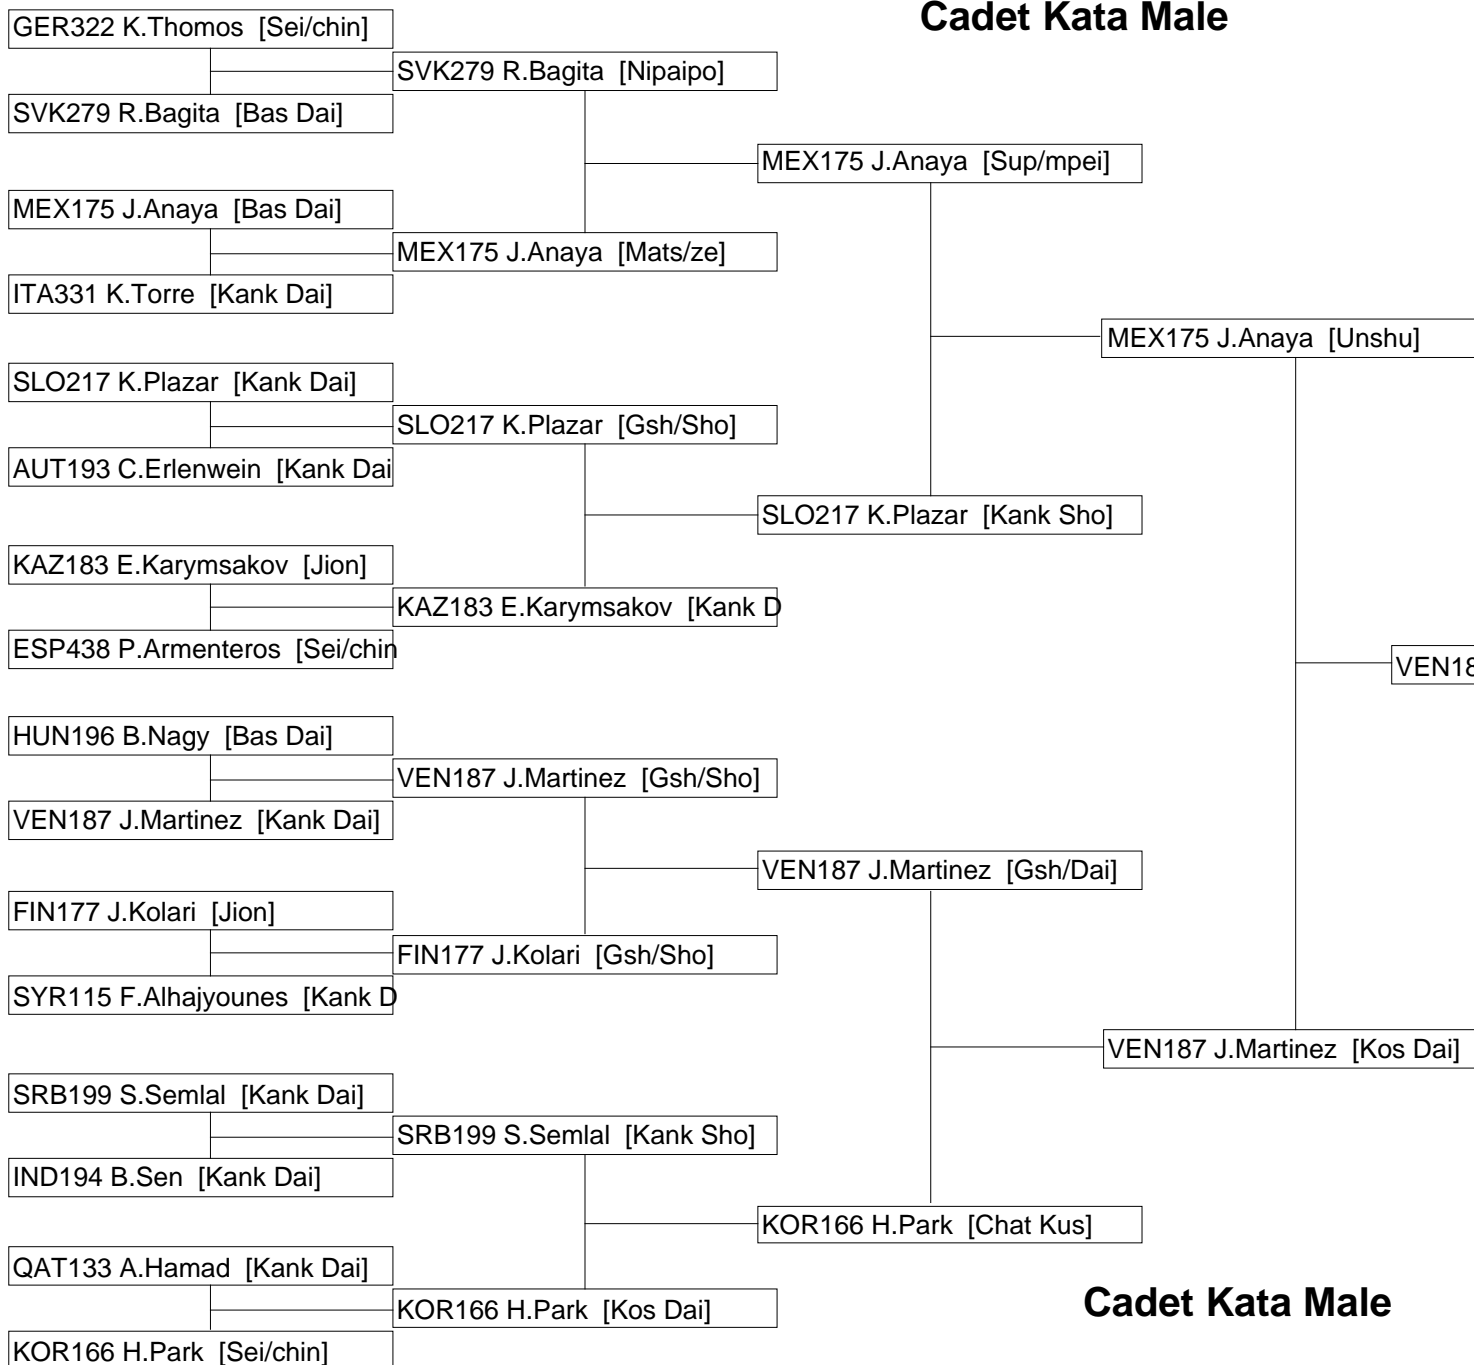 Cadet Kata Male
GER322 K.Thomos [Sei/chin]
SVK279 R.Bagita [Nipaipo]
SVK279 R.Bagita [Bas Dai]
MEX175 J.Anaya [Sup/mpei]
MEX175 J.Anaya [Bas Dai]
MEX175 J.Anaya [Mats/ze]
ITA331 K.Torre [Kank Dai]
MEX175 J.Anaya [Unshu]
SLO217 K.Plazar [Kank Dai]
SLO217 K.Plazar [Gsh/Sho]
AUT193 C.Erlenwein [Kank Dai
SLO217 K.Plazar [Kank Sho]
KAZ183 E.Karymsakov [Jion]
KAZ183 E.Karymsakov [Kank D
ESP438 P.Armenteros [Sei/chin
VEN18
HUN196 B.Nagy [Bas Dai]
VEN187 J.Martinez [Gsh/Sho]
VEN187 J.Martinez [Kank Dai]
VEN187 J.Martinez [Gsh/Dai]
FIN177 J.Kolari [Jion]
FIN177 J.Kolari [Gsh/Sho]
SYR115 F.Alhajyounes [Kank D
VEN187 J.Martinez [Kos Dai]
SRB199 S.Semlal [Kank Dai]
SRB199 S.Semlal [Kank Sho]
IND194 B.Sen [Kank Dai]
KOR166 H.Park [Chat Kus]
QAT133 A.Hamad [Kank Dai]
KOR166 H.Park [Kos Dai]
Cadet Kata Male
KOR166 H.Park [Sei/chin]